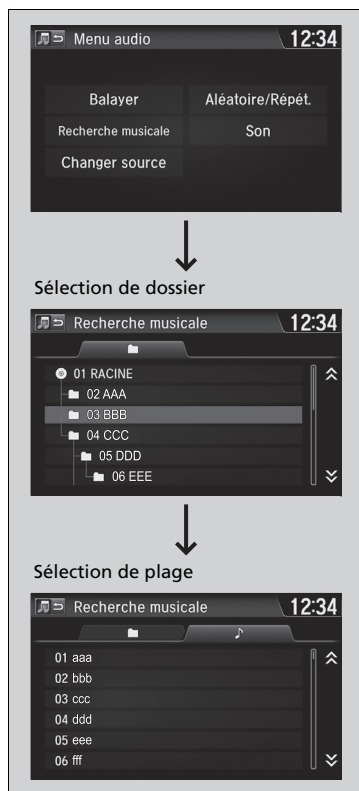 Menu audio 12:34
Balayer Aléatoire/Répét.
Recherche musicale Son
Changer source
Sélection de dossier
Recherche musicale 12:34
01 RACINE
02 AAA
03 BBB
04 CCC
05 DDD
06 EEE
Sélection de plage
Recherche musicale 12:34
01 aaa
02 bbb
03 ccc
04 ddd
05 eee
06 fff